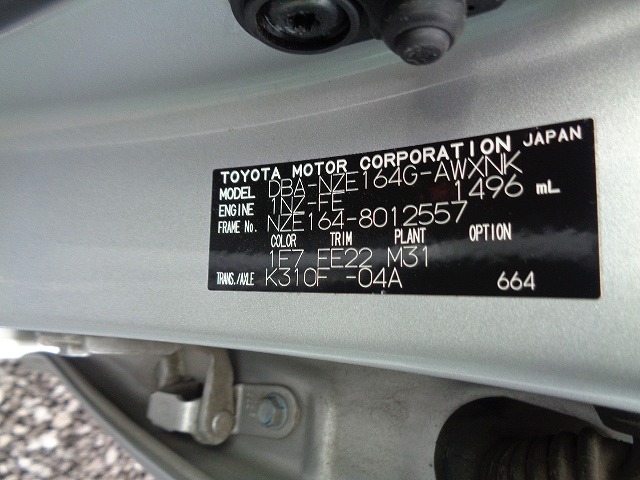 TOYOTA MOTOR CORPORATION JAPAN
MODEL DBA-NZE164G-AWXNK
ENGINE 1NZ-FE 1496 mL
FRAME No. NZE164-8012557
COLOR TRIM PLANT OPTION
1F7 FE22 M31
TRANS./AXLE K310F -04A 664